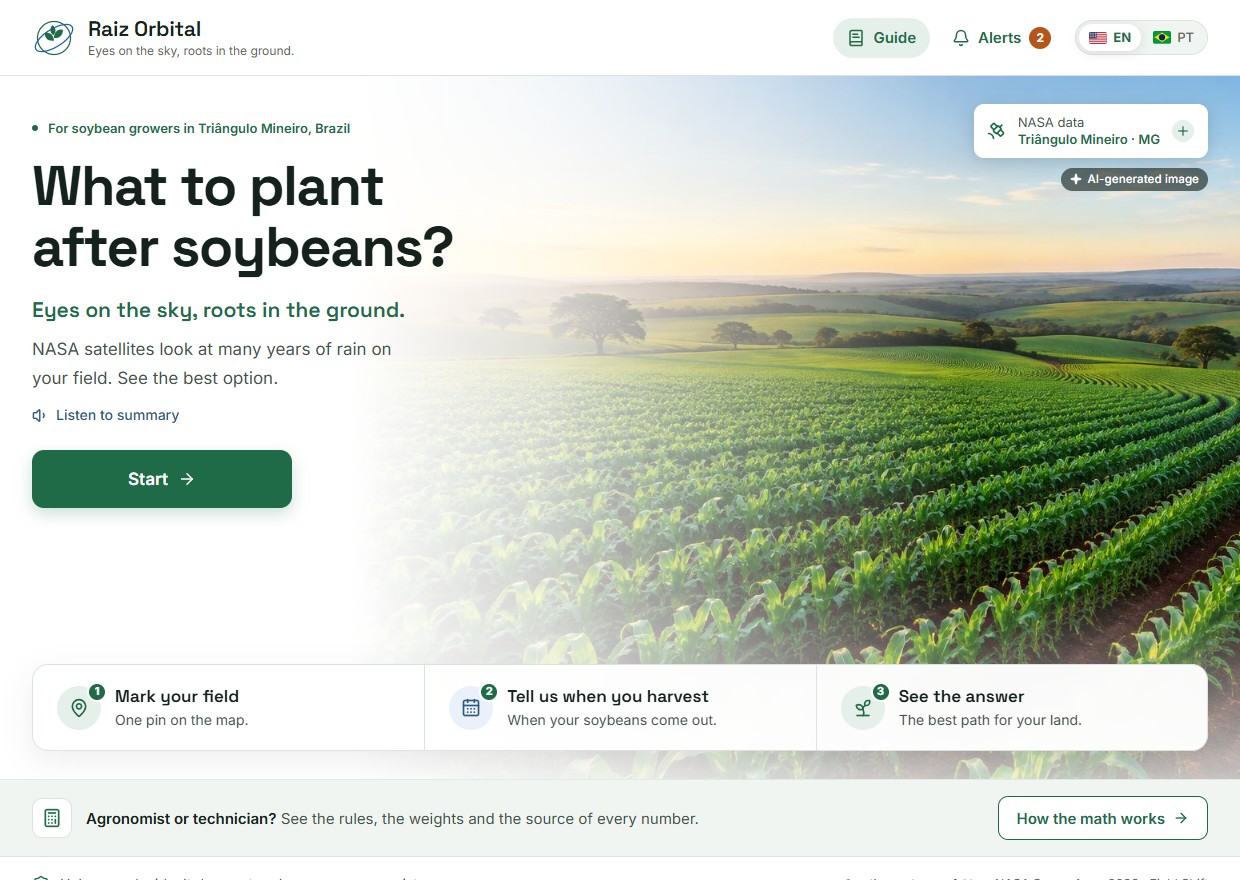 Raiz Orbital
Eyes on the sky, roots in the ground.
Guide
Alerts 2
EN
PT
For soybean growers in Triângulo Mineiro, Brazil
NASA data
Triângulo Mineiro · MG
AI-generated image
What to plant
after soybeans?
Eyes on the sky, roots in the ground.
NASA satellites look at many years of rain on
your field. See the best option.
Listen to summary
Start
1
Mark your field
One pin on the map.
2
Tell us when you harvest
When your soybeans come out.
3
See the answer
The best path for your land.
Agronomist or technician? See the rules, the weights and the source of every number.
How the math works